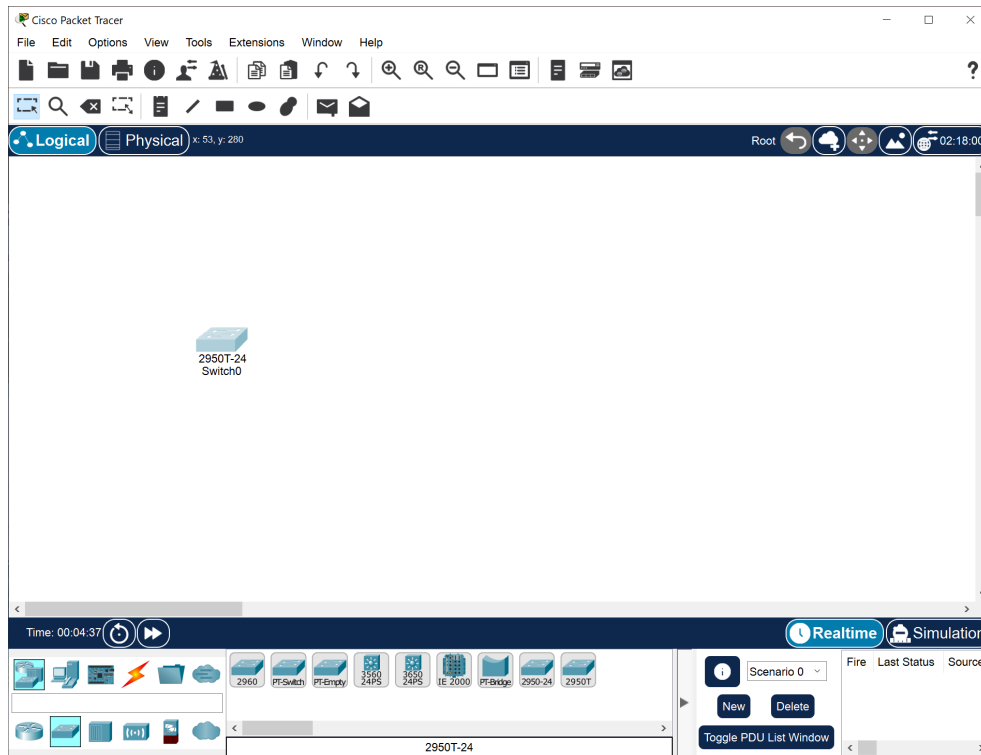 Cisco Packet Tracer
File Edit Options View Tools Extensions Window Help
R
?
Logical Physical x: 53, y: 280 Root 02:18:00
2950T-24
Switch0
Time: 00:04:37 Realtime Simulation
2960 PT-Switch PT-Empty 3560 24PS 3650 24PS IE 2000 PT-Bridge 2950-24 2950T
2950T-24
Scenario 0
New Delete
Toggle PDU List Window
Fire Last Status Source